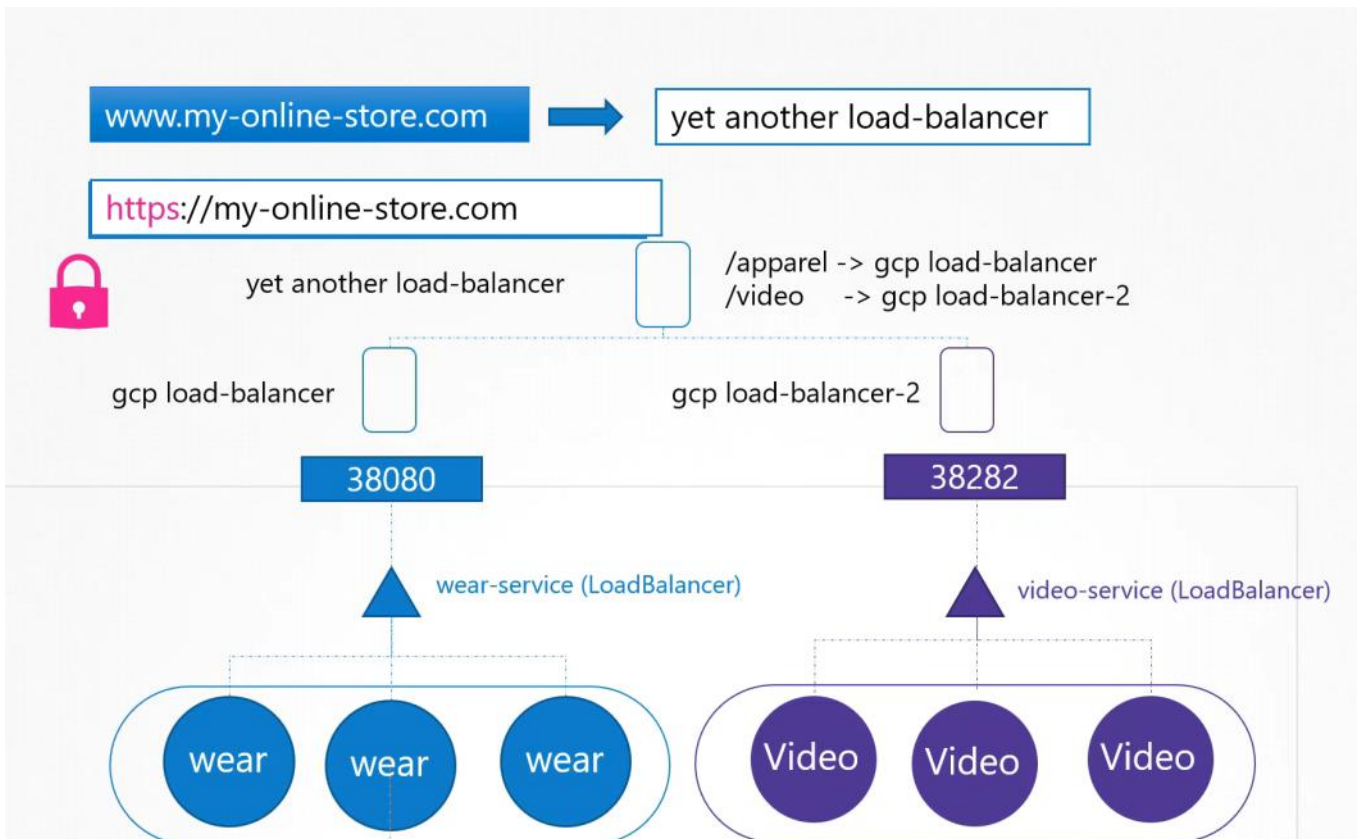 www.my-online-store.com
yet another load-balancer
https://my-online-store.com
yet another load-balancer
/apparel -> gcp load-balancer
/video -> gcp load-balancer-2
gcp load-balancer
gcp load-balancer-2
38080
38282
wear-service (LoadBalancer)
video-service (LoadBalancer)
wear
wear
wear
Video
Video
Video